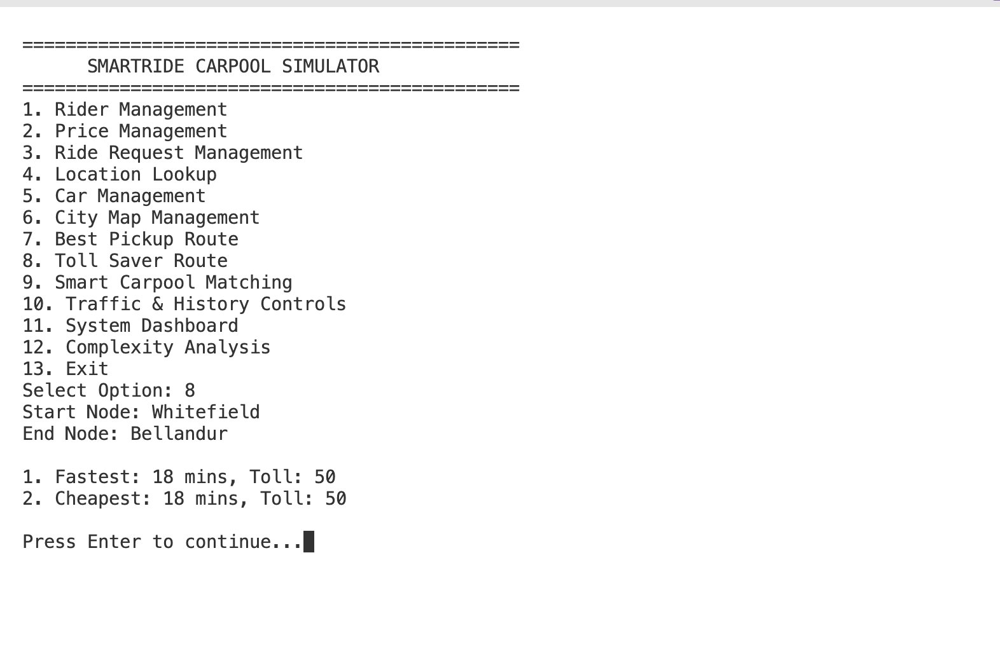 ==============================================
SMARTRIDE CARPOOL SIMULATOR
==============================================
1. Rider Management
2. Price Management
3. Ride Request Management
4. Location Lookup
5. Car Management
6. City Map Management
7. Best Pickup Route
8. Toll Saver Route
9. Smart Carpool Matching
10. Traffic & History Controls
11. System Dashboard
12. Complexity Analysis
13. Exit
Select Option: 8
Start Node: Whitefield
End Node: Bellandur
1. Fastest: 18 mins, Toll: 50
2. Cheapest: 18 mins, Toll: 50
Press Enter to continue...